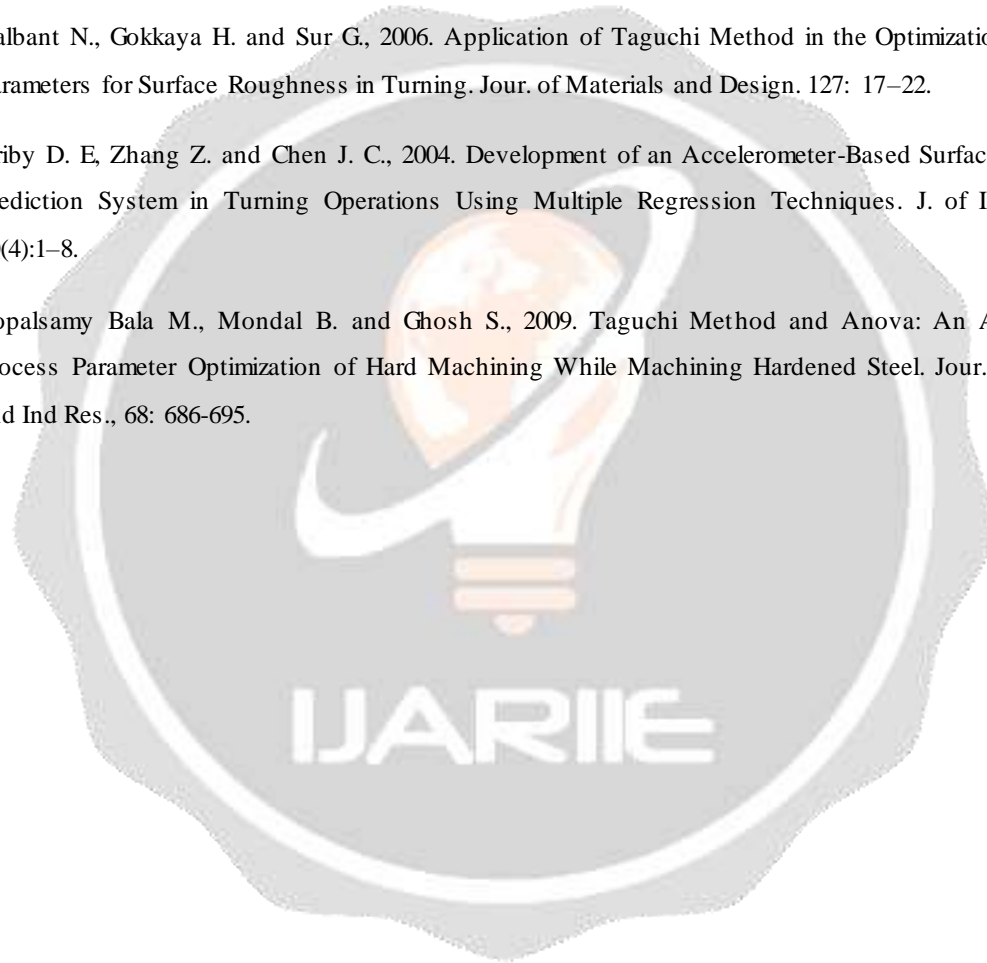 albant N., Gokkaya H. and Sur G., 2006. Application of Taguchi Method in the Optimizatio
arameters for Surface Roughness in Turning. Jour. of Materials and Design. 127: 17–22.
riby D. E, Zhang Z. and Chen J. C., 2004. Development of an Accelerometer-Based Surfac
ediction System in Turning Operations Using Multiple Regression Techniques. J. of I
(4):1–8.
opalsamy Bala M., Mondal B. and Ghosh S., 2009. Taguchi Method and Anova: An A
ocess Parameter Optimization of Hard Machining While Machining Hardened Steel. Jour.
d Ind Res., 68: 686-695.
IJARIIE